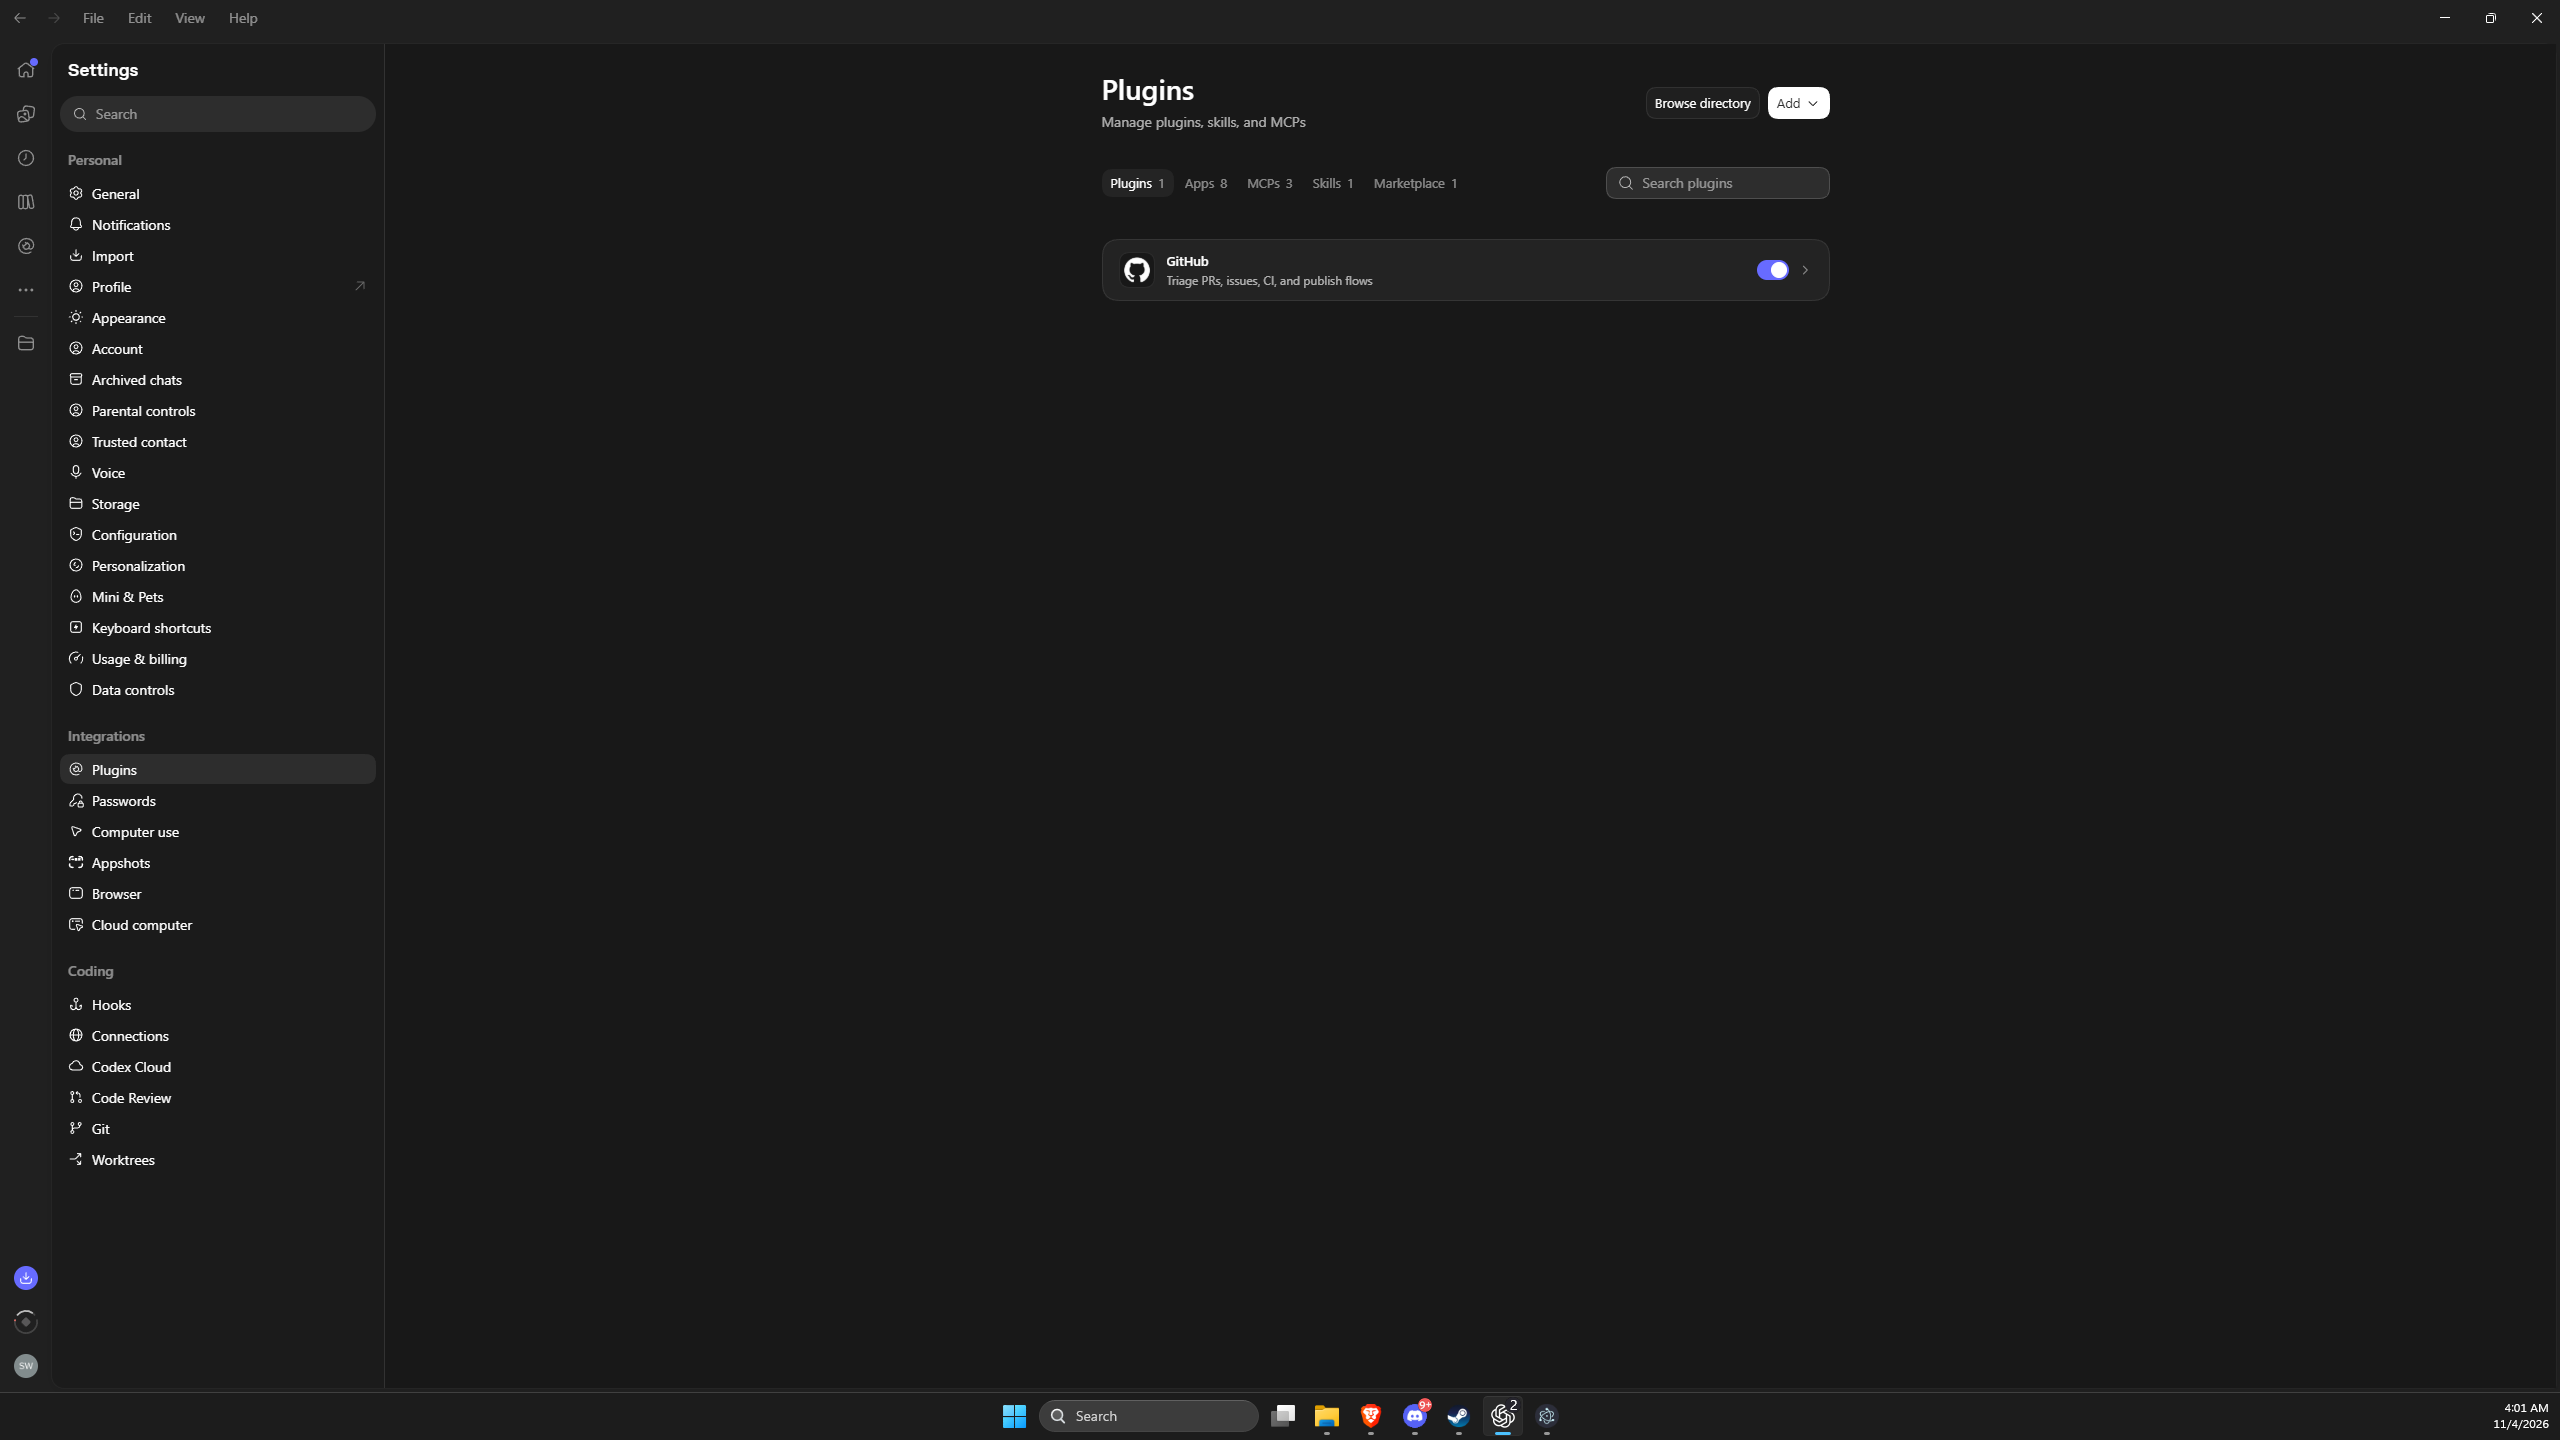 File Edit View Help
Settings
Search
Personal
General
Notifications
Import
Profile
Appearance
Account
Archived chats
Parental controls
Trusted contact
Voice
Storage
Configuration
Personalization
Mini & Pets
Keyboard shortcuts
Usage & billing
Data controls
Integrations
Plugins
Passwords
Computer use
Appshots
Browser
Cloud computer
Coding
Hooks
Connections
Codex Cloud
Code Review
Git
Worktrees
SW
Plugins
Manage plugins, skills, and MCPs
Browse directory
Add
Plugins 1 Apps 8 MCPs 3 Skills 1 Marketplace 1
Search plugins
GitHub
Triage PRs, issues, CI, and publish flows
Search
9+
2
4:01 AM
11/4/2026